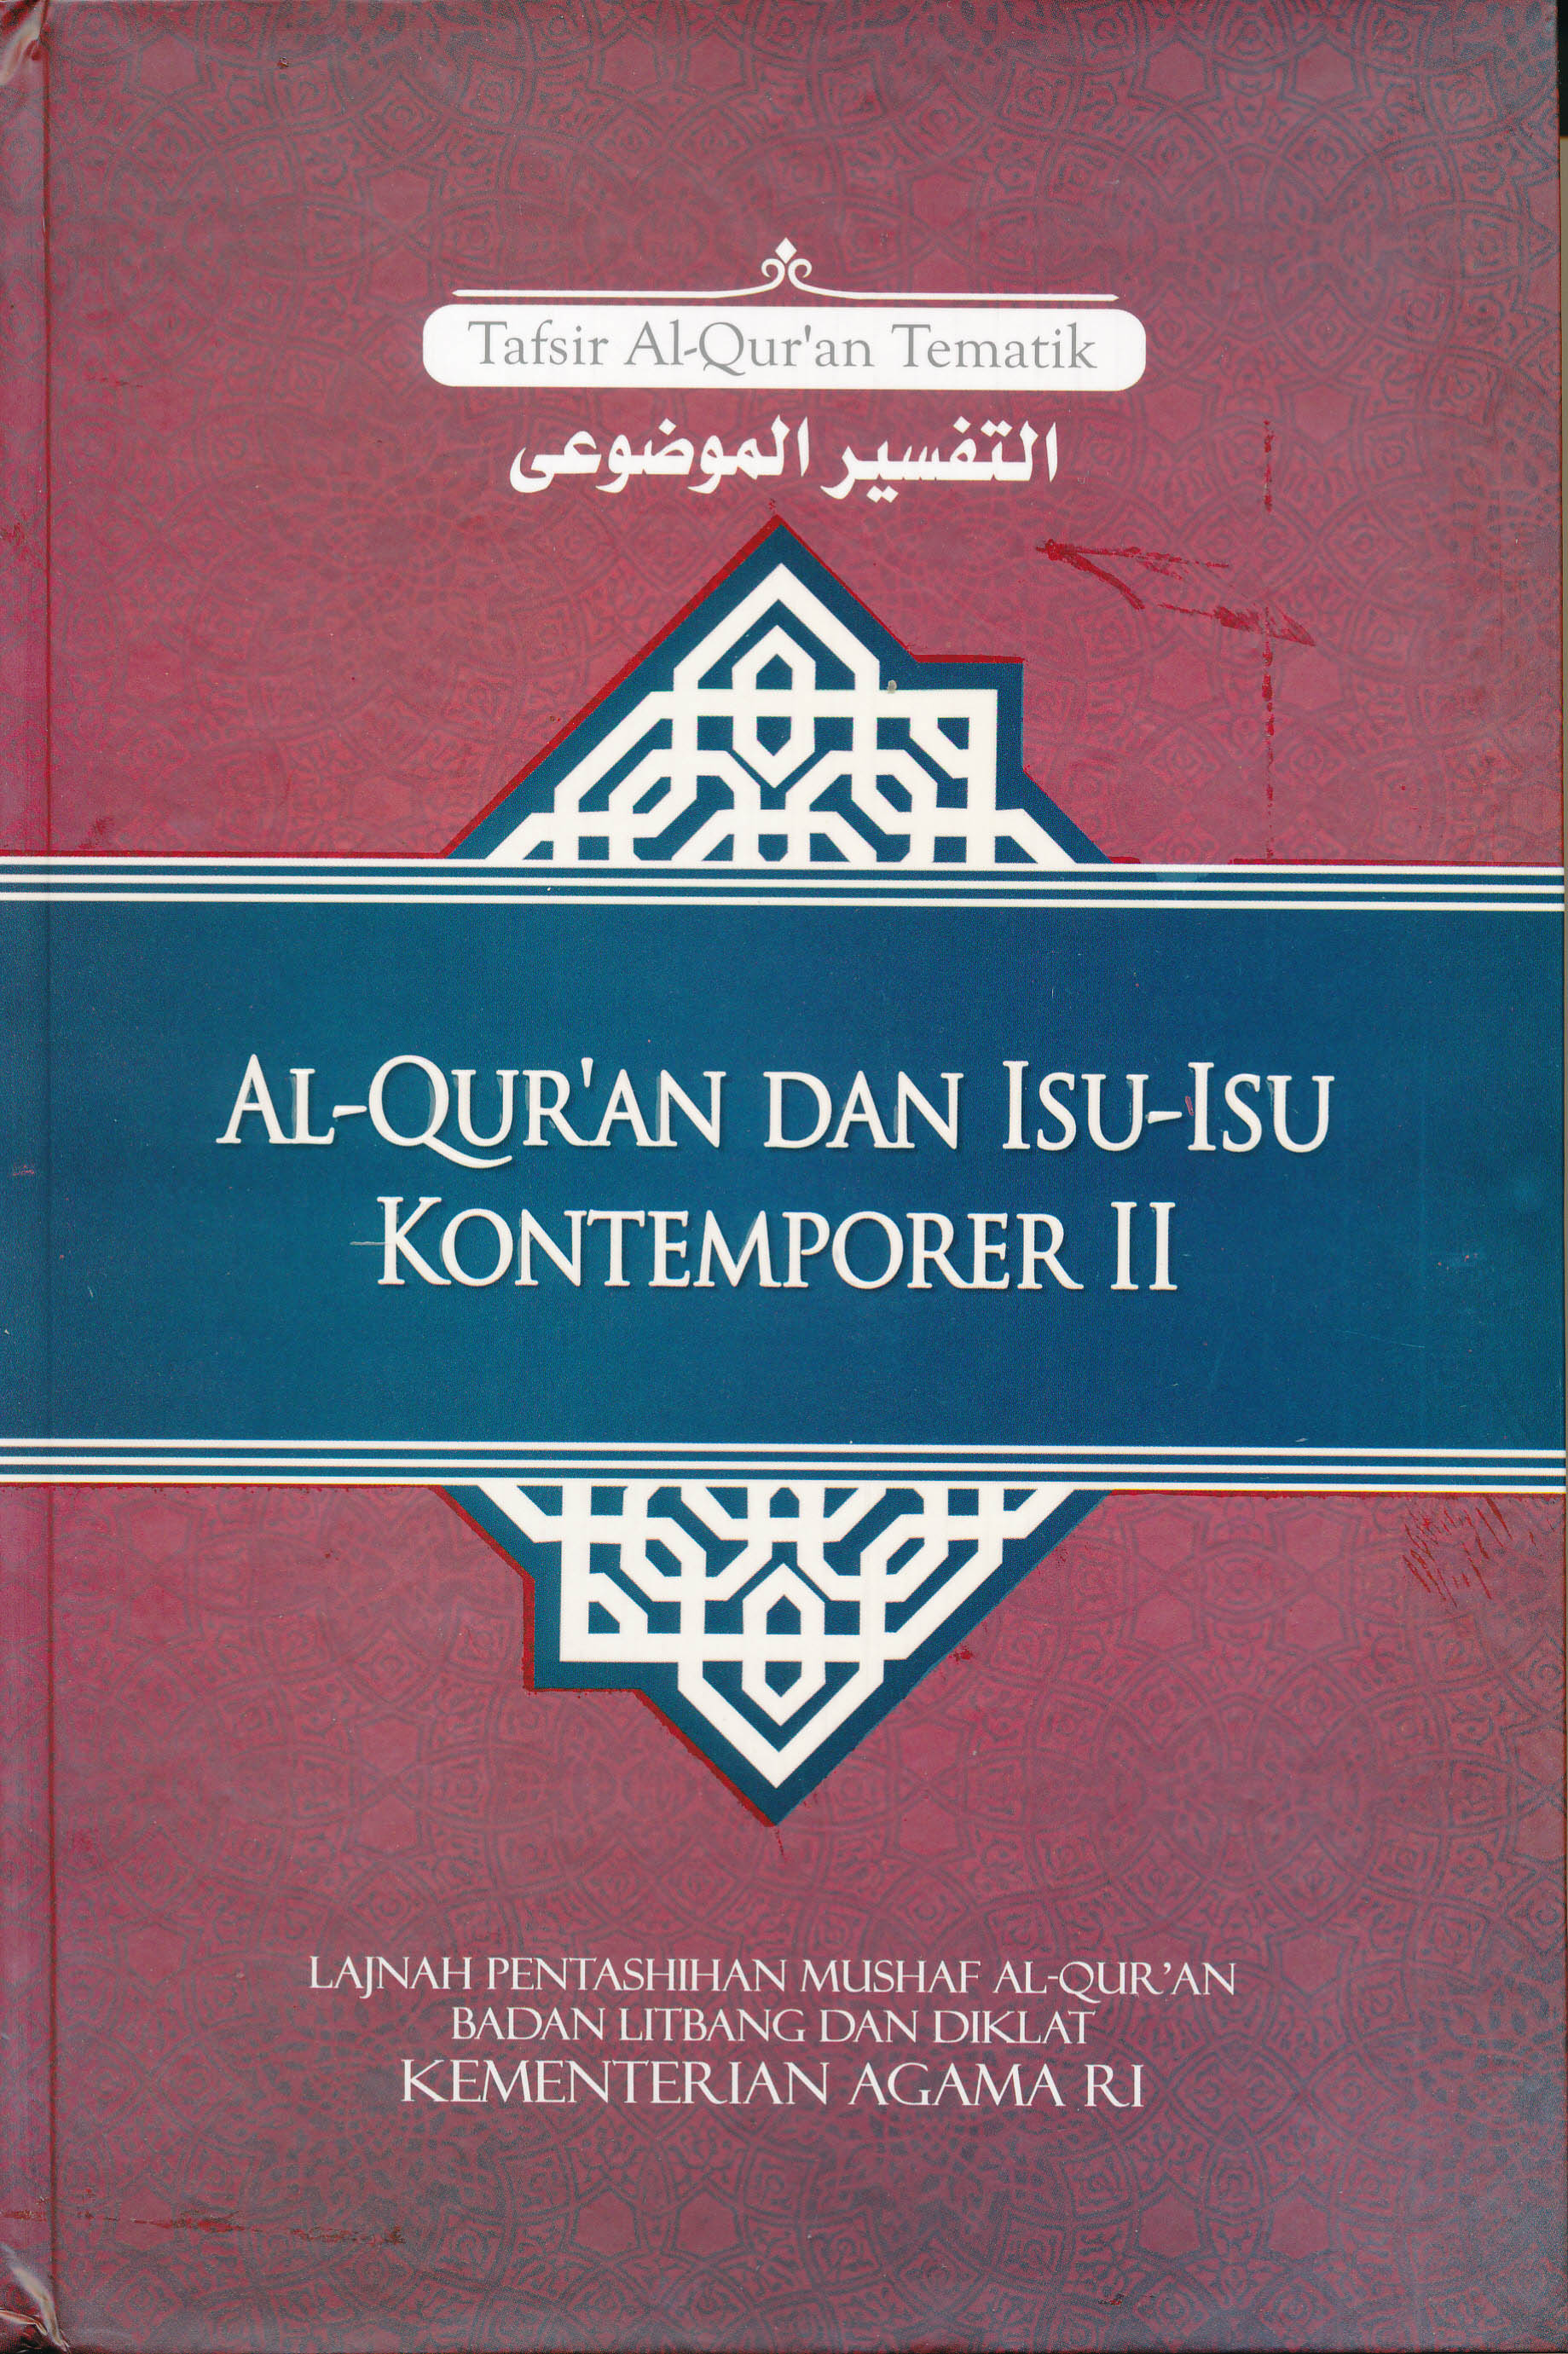 Tafsir Al-Qur'an Tematik
التفسير الموضوعى
AL-QUR'AN DAN ISU-ISU
KONTEMPORER II
LAJNAH PENTASHIHAN MUSHAF AL-QUR'AN
BADAN LITBANG DAN DIKLAT
KEMENTERIAN AGAMA RI